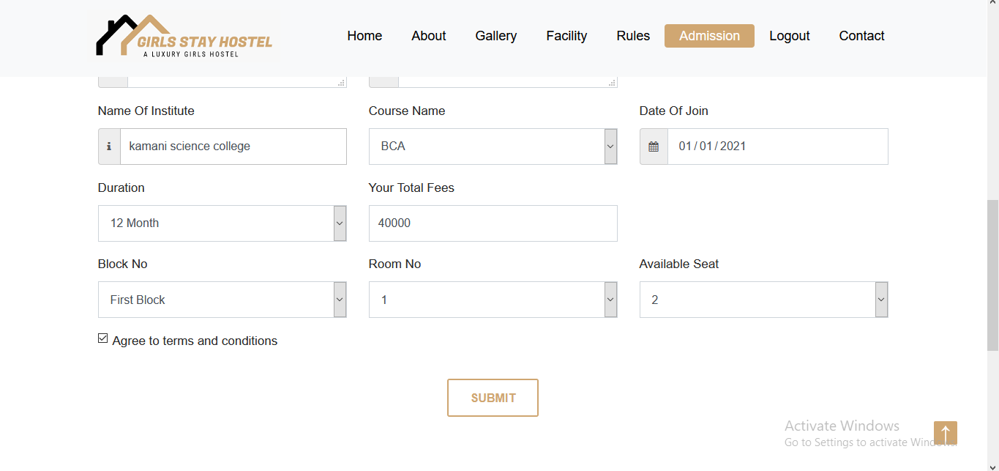 GIRLS STAY HOSTEL
A LUXURY GIRLS HOSTEL
Home About Gallery Facility Rules Admission Logout Contact
Name Of Institute Course Name Date Of Join
kamani science college BCA 01/01/2021
Duration Your Total Fees
12 Month 40000
Block No Room No Available Seat
First Block 1 2
Agree to terms and conditions
SUBMIT
Activate Windows
Go to Settings to activate Windows.